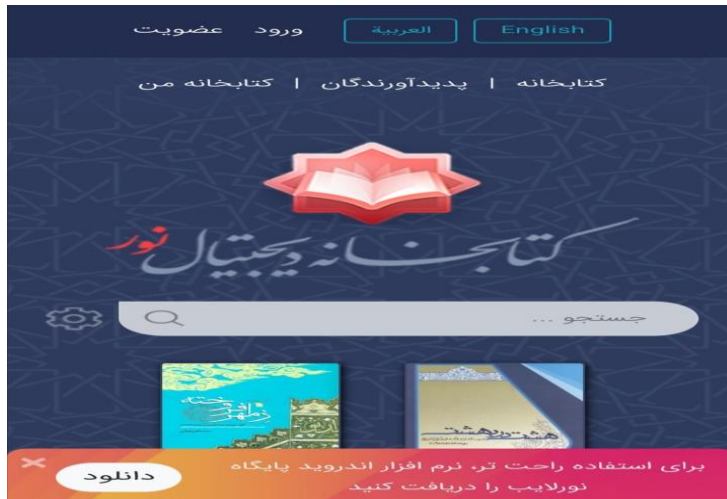 English العربية ورود عضویت
کتابخانه | پدیدآورندگان | کتابخانه من
کتابخانه دیجیتال نور
جستجو ...
برای استفاده راحت تر، نرم افزار اندروید پایگاه
نورلایب را دریافت کنید
دانلود